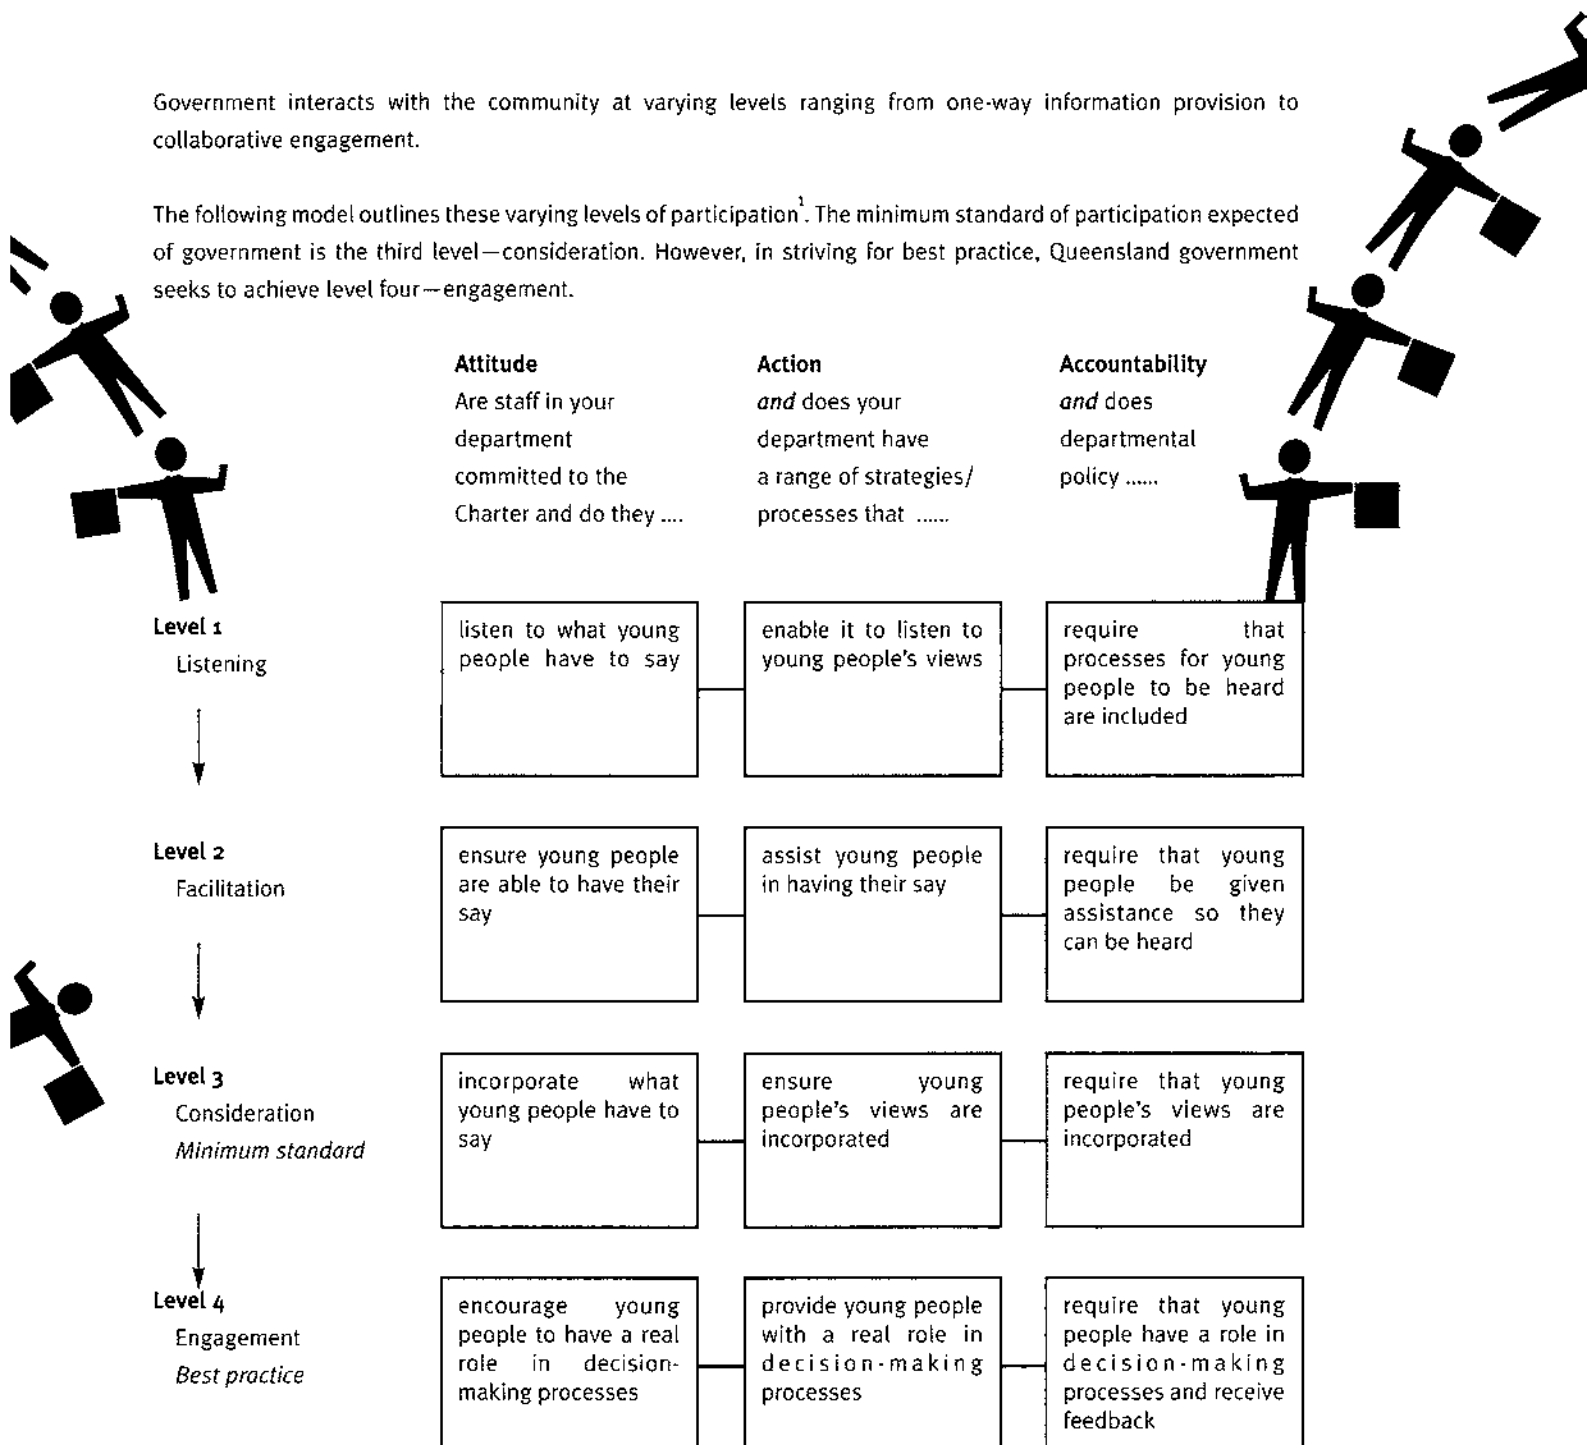 Government interacts with the community at varying levels ranging from one-way information provision to
collaborative engagement.
The following model outlines these varying levels of participation¹. The minimum standard of participation expected
of government is the third level—consideration. However, in striving for best practice, Queensland government
seeks to achieve level four—engagement.
Attitude
Are staff in your
department
committed to the
Charter and do they ....
Action
and does your
department have
a range of strategies/
processes that ......
Accountability
and does
departmental
policy ......
Level 1
Listening
listen to what young
people have to say
enable it to listen to
young people's views
require that
processes for young
people to be heard
are included
Level 2
Facilitation
ensure young people
are able to have their
say
assist young people
in having their say
require that young
people be given
assistance so they
can be heard
Level 3
Consideration
Minimum standard
incorporate what
young people have to
say
ensure young
people's views are
incorporated
require that young
people's views are
incorporated
Level 4
Engagement
Best practice
encourage young
people to have a real
role in decision-
making processes
provide young people
with a real role in
decision-making
processes
require that young
people have a role in
decision-making
processes and receive
feedback